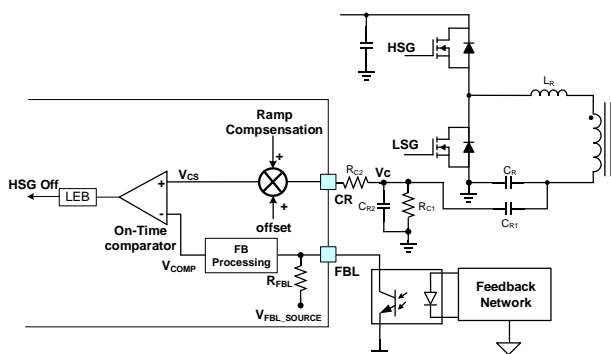 HSG
LSG
LR
Ramp
Compsensation
+
VCS
HSG Off
LEB
+
-
On-Time
comparator
+
offset
CR
RC2
Vc
CR2
RC1
CR
CR1
VCOMP
FB
Processing
RFBL
FBL
VFBL_SOURCE
Feedback
Network